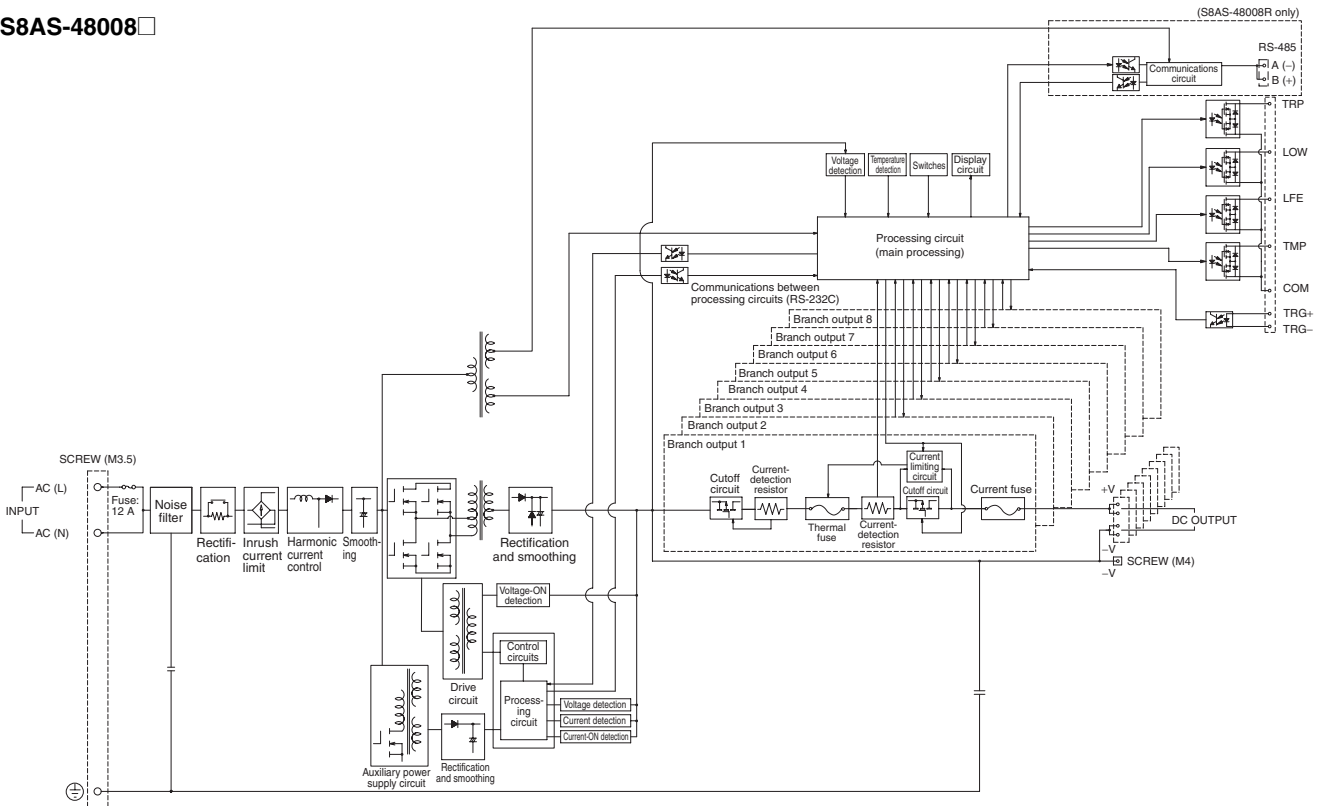 S8AS-48008□
(S8AS-48008R only)
RS-485
Communications
circuit
A (−)
B (+)
TRP
LOW
LFE
TMP
COM
TRG+
TRG−
Voltage
detection
Temperature
detection
Switches
Display
circuit
Processing circuit
(main processing)
Communications between
processing circuits (RS-232C)
Branch output 8
Branch output 7
Branch output 6
Branch output 5
Branch output 4
Branch output 3
Branch output 2
Branch output 1
Cutoff
circuit
Current-
detection
resistor
Thermal
fuse
Current-
detection
resistor
Current
limiting
circuit
Cutoff circuit
Current fuse
+V
DC OUTPUT
−V
SCREW (M4)
−V
SCREW (M3.5)
INPUT
AC (L)
AC (N)
Fuse:
12 A
Noise
filter
Rectifi-
cation
Inrush
current
limit
Harmonic
current
control
Smooth-
ing
Rectification
and smoothing
Voltage-ON
detection
Drive
circuit
Control
circuits
Process-
ing
circuit
Voltage detection
Current detection
Current-ON detection
Auxiliary power
supply circuit
Rectification
and smoothing